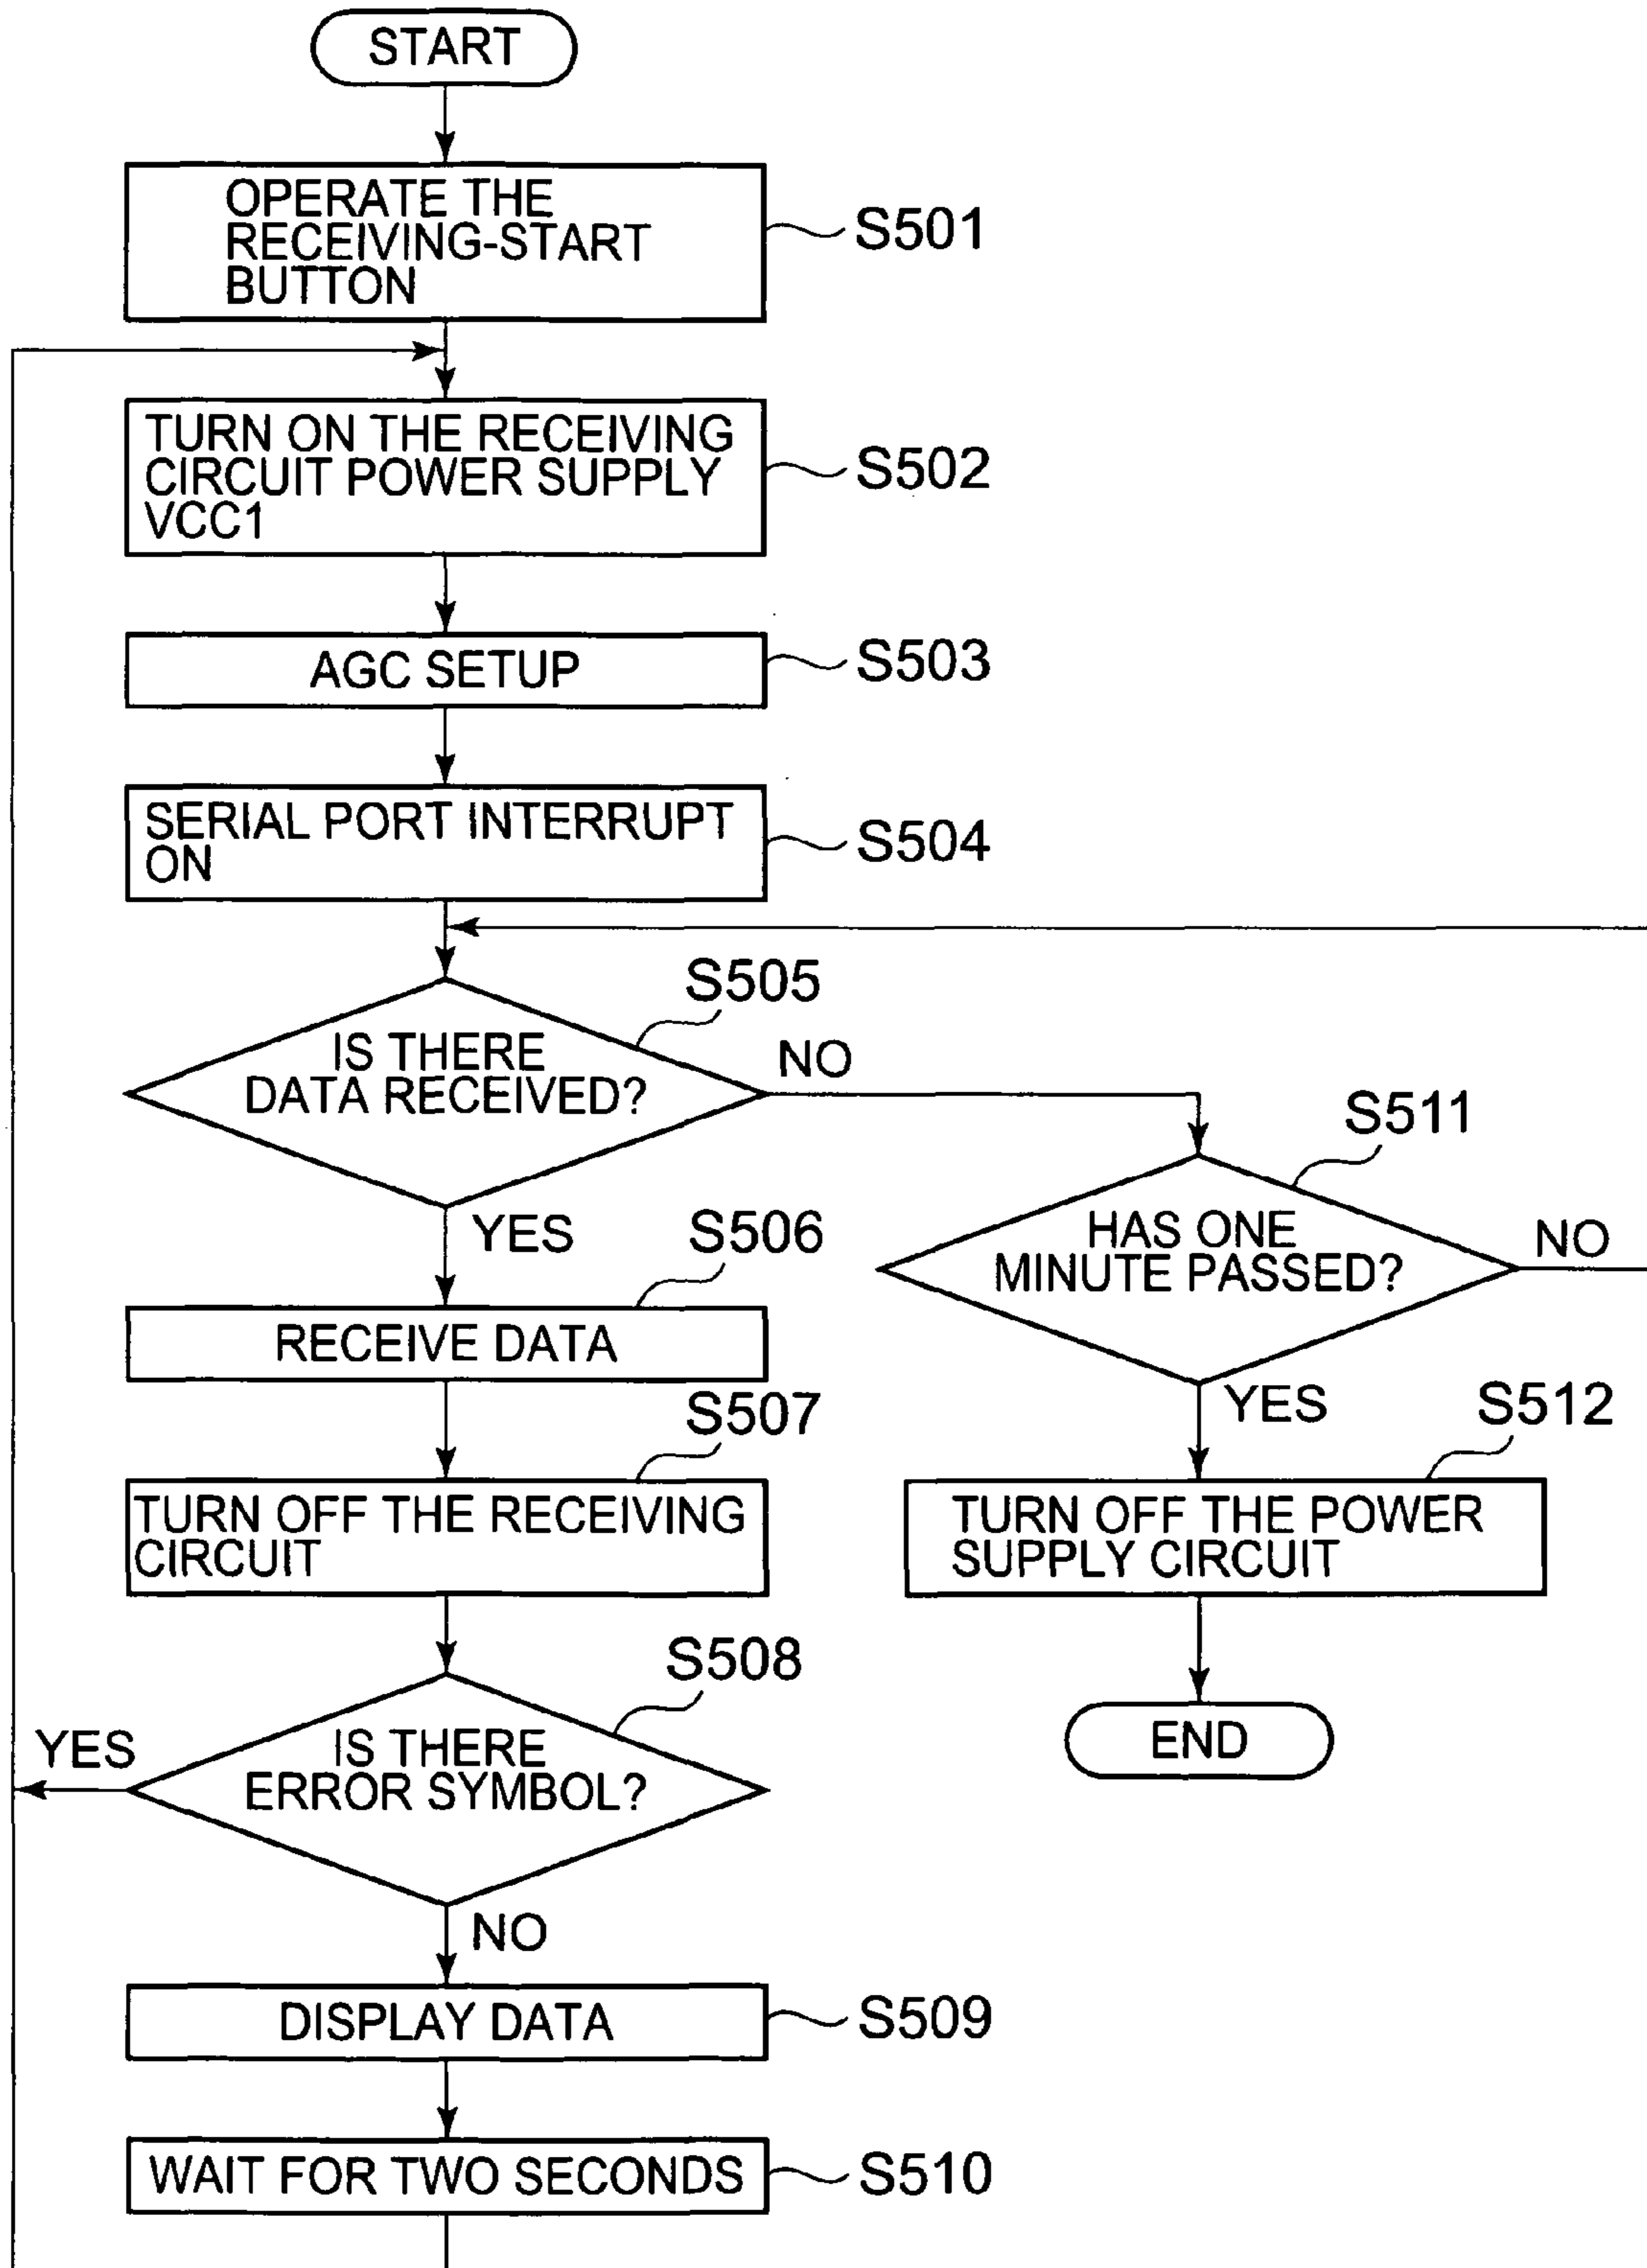 START
OPERATE THE
RECEIVING-START
BUTTON
S501
TURN ON THE RECEIVING
CIRCUIT POWER SUPPLY
VCC1
S502
AGC SETUP
S503
SERIAL PORT INTERRUPT
ON
S504
S505
IS THERE
DATA RECEIVED?
NO
YES
S511
HAS ONE
MINUTE PASSED?
NO
YES
S506
RECEIVE DATA
S507
TURN OFF THE RECEIVING
CIRCUIT
S512
TURN OFF THE POWER
SUPPLY CIRCUIT
END
S508
IS THERE
ERROR SYMBOL?
YES
NO
DISPLAY DATA
S509
WAIT FOR TWO SECONDS
S510